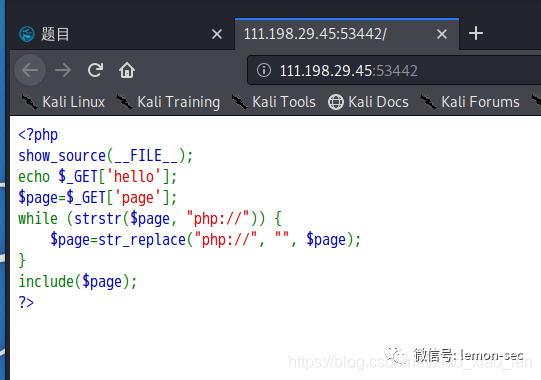 题目
111.198.29.45:53442/
111.198.29.45:53442
Kali Linux Kali Training Kali Tools Kali Docs Kali Forums
<?php
show_source(__FILE__);
echo $_GET['hello'];
$page=$_GET['page'];
while (strstr($page, "php://")) {
$page=str_replace("php://", "", $page);
}
include($page);
?>
微信号: lemon-sec
https://blog.csdn.net/xiao_xiao_lan